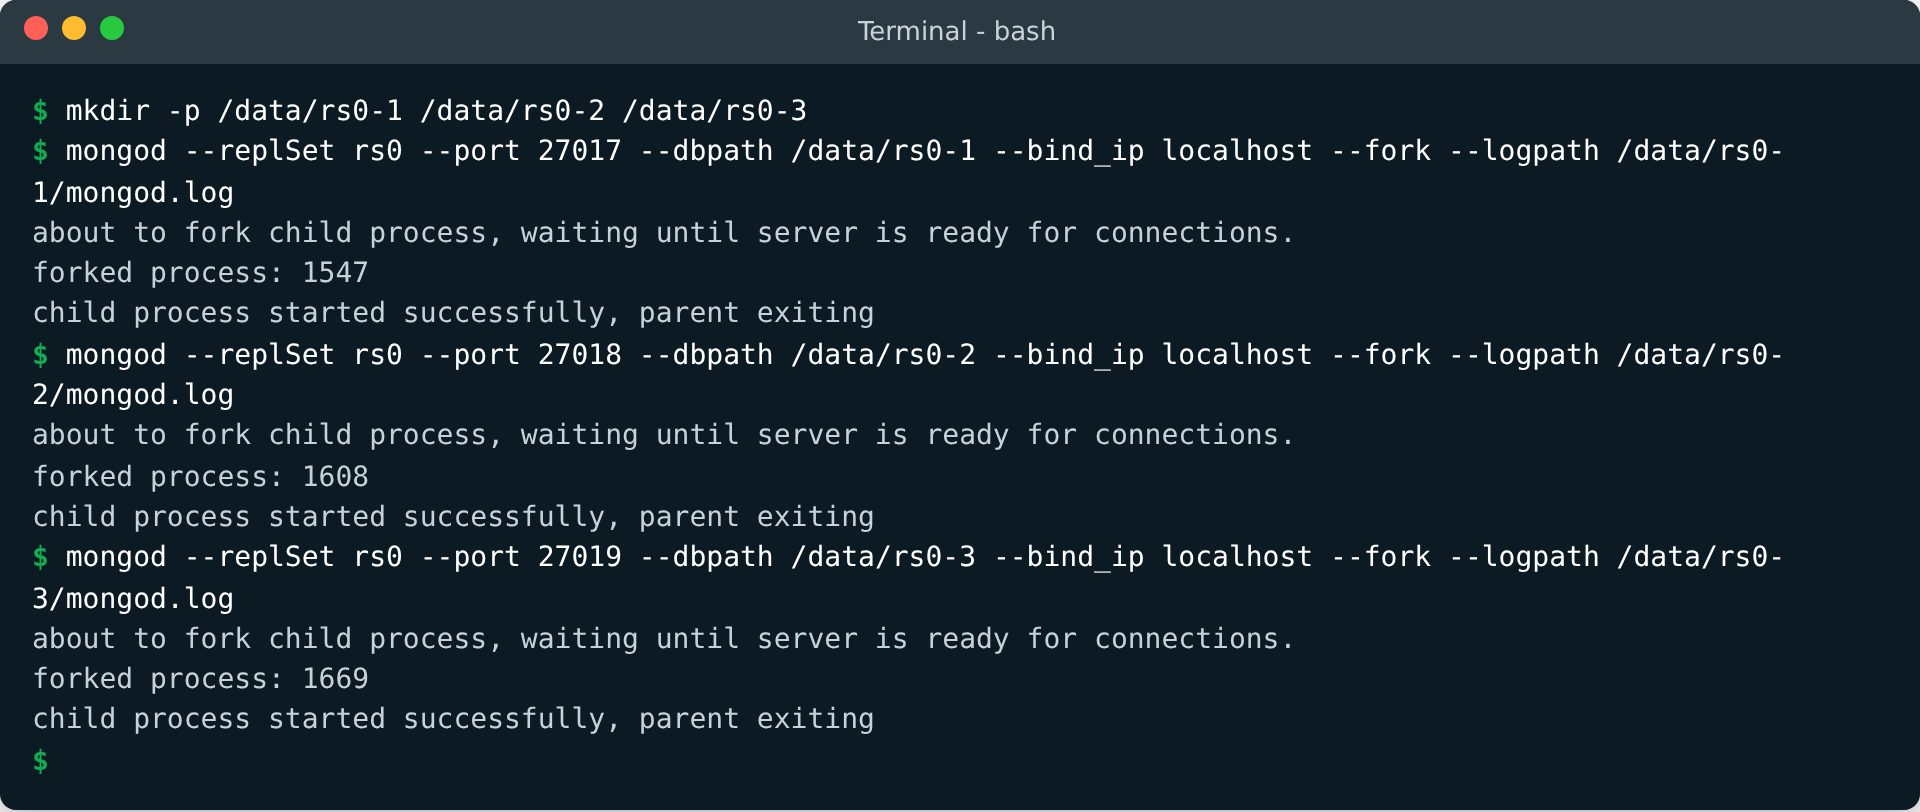 Terminal - bash
$ mkdir -p /data/rs0-1 /data/rs0-2 /data/rs0-3
$ mongod --replSet rs0 --port 27017 --dbpath /data/rs0-1 --bind_ip localhost --fork --logpath /data/rs0-
1/mongod.log
about to fork child process, waiting until server is ready for connections.
forked process: 1547
child process started successfully, parent exiting
$ mongod --replSet rs0 --port 27018 --dbpath /data/rs0-2 --bind_ip localhost --fork --logpath /data/rs0-
2/mongod.log
about to fork child process, waiting until server is ready for connections.
forked process: 1608
child process started successfully, parent exiting
$ mongod --replSet rs0 --port 27019 --dbpath /data/rs0-3 --bind_ip localhost --fork --logpath /data/rs0-
3/mongod.log
about to fork child process, waiting until server is ready for connections.
forked process: 1669
child process started successfully, parent exiting
$